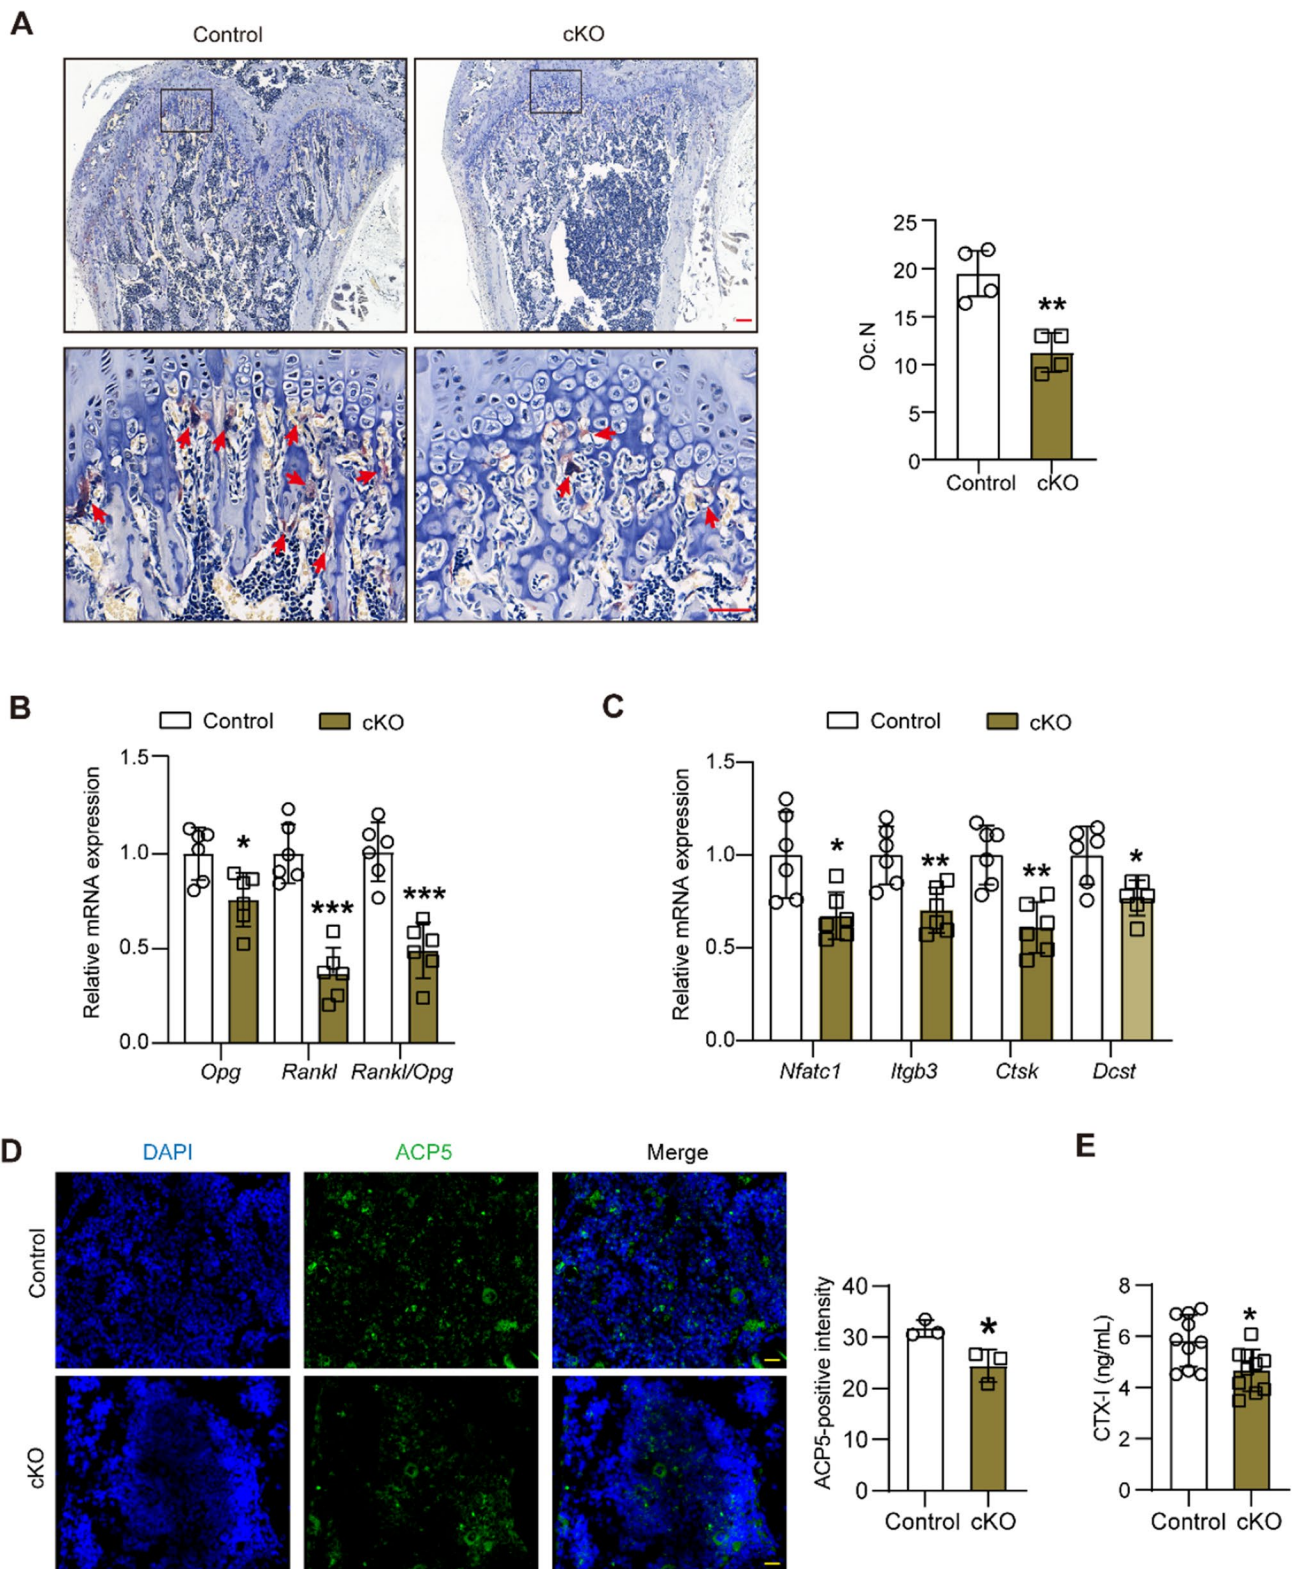 A
Control cKO
25
20
15
10
5
0
Oc.N
**
Control cKO
B
Control cKO
1.5
1.0
0.5
0.0
Relative mRNA expression
* *** ***
Opg Rankl Rankl/Opg
C
Control cKO
1.5
1.0
0.5
0.0
Relative mRNA expression
* ** ** *
Nfatc1 Itgb3 Ctsk Dcst
D
DAPI ACP5 Merge
Control
cKO
40
30
20
10
0
ACP5-positive intensity
*
Control cKO
E
8
6
4
2
0
CTX-I (ng/mL)
*
Control cKO